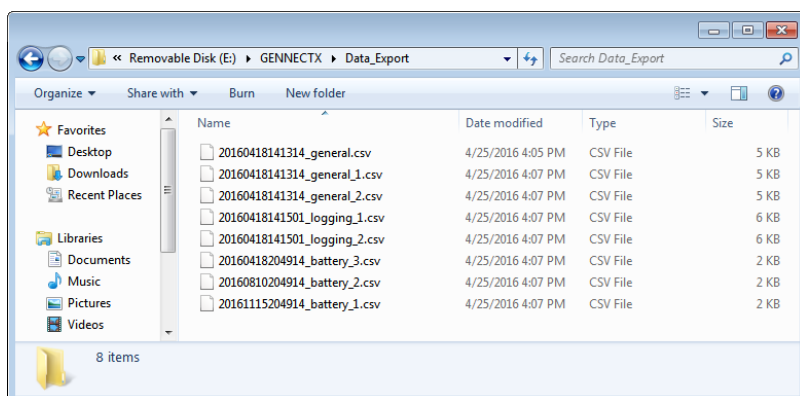 « Removable Disk (E:) ▸ GENNECTX ▸ Data_Export
Search Data_Export
Organize ▾ Share with ▾ Burn New folder
Favorites
Desktop
Downloads
Recent Places
Libraries
Documents
Music
Pictures
Videos
Name Date modified Type Size
20160418141314_general.csv 4/25/2016 4:05 PM CSV File 5 KB
20160418141314_general_1.csv 4/25/2016 4:07 PM CSV File 5 KB
20160418141314_general_2.csv 4/25/2016 4:07 PM CSV File 5 KB
20160418141501_logging_1.csv 4/25/2016 4:07 PM CSV File 6 KB
20160418141501_logging_2.csv 4/25/2016 4:07 PM CSV File 6 KB
20160418204914_battery_3.csv 4/25/2016 4:07 PM CSV File 2 KB
20160810204914_battery_2.csv 4/25/2016 4:07 PM CSV File 2 KB
20161115204914_battery_1.csv 4/25/2016 4:07 PM CSV File 2 KB
8 items